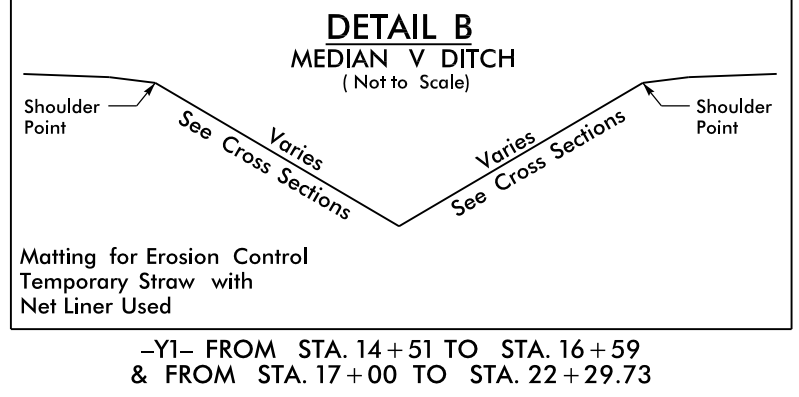 DETAIL B
MEDIAN V DITCH
(Not to Scale)
Shoulder
Point
Varies
See Cross Sections
Varies
See Cross Sections
Shoulder
Point
Matting for Erosion Control
Temporary Straw with
Net Liner Used
–Y1– FROM STA. 14+51 TO STA. 16+59
& FROM STA. 17+00 TO STA. 22+29.73